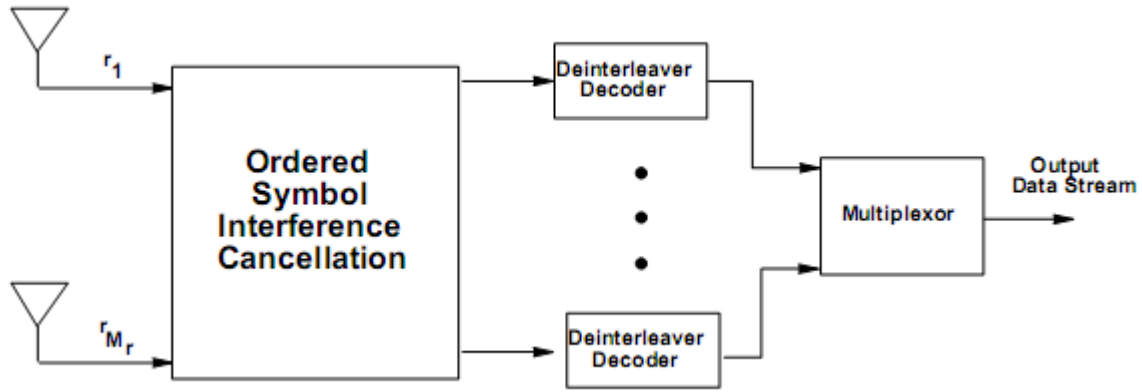 r1
Ordered
Symbol
Interference
Cancellation
rMr
Deinterleaver
Decoder
Deinterleaver
Decoder
Multiplexor
Output
Data Stream